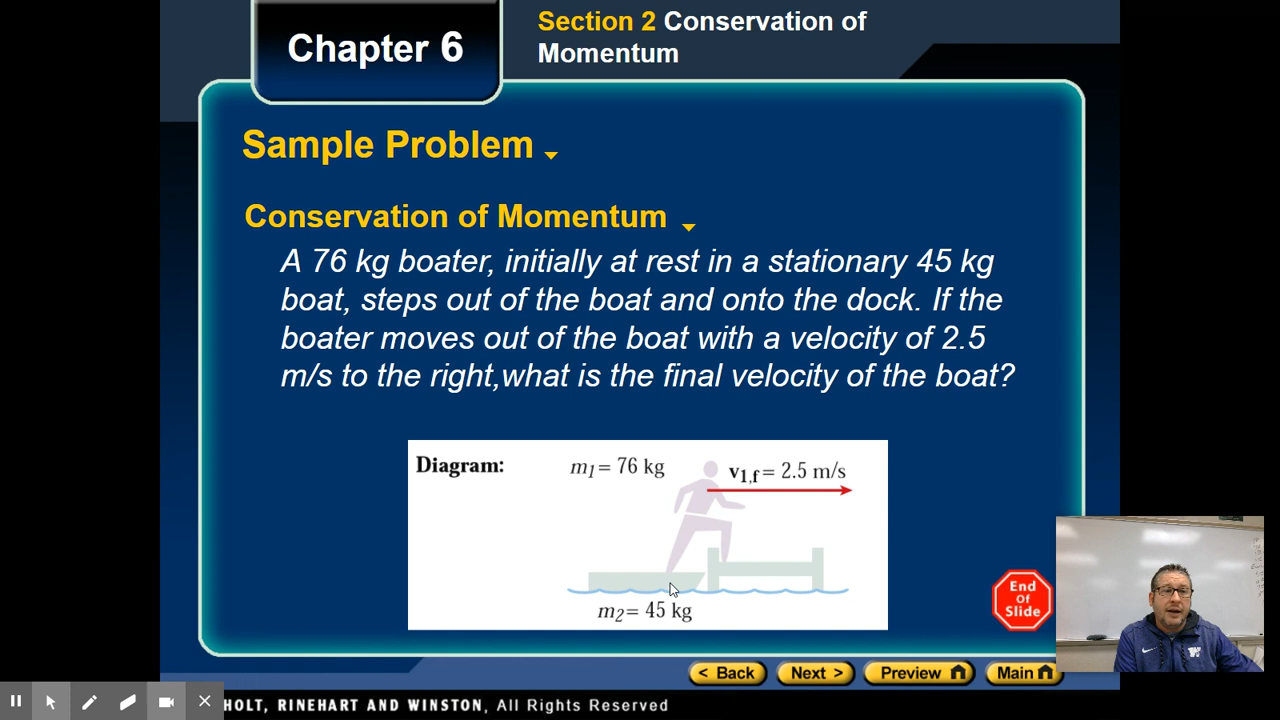 Chapter 6
Section 2 Conservation of
Momentum
Sample Problem
Conservation of Momentum
A 76 kg boater, initially at rest in a stationary 45 kg
boat, steps out of the boat and onto the dock. If the
boater moves out of the boat with a velocity of 2.5
m/s to the right,what is the final velocity of the boat?
Diagram:
m1= 76 kg
v1,f= 2.5 m/s
m2= 45 kg
End
Of
Slide
W
< Back
Next >
Preview
Main
HOLT, RINEHART AND WINSTON, All Rights Reserved